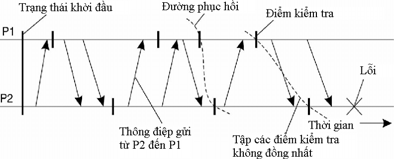 Trạng thái khởi đầu
Đường phục hồi
Điểm kiểm tra
P1
Lỗi
P2
Thông điệp gửi
từ P2 đến P1
Thời gian
Tập các điểm kiểm tra
không đồng nhất